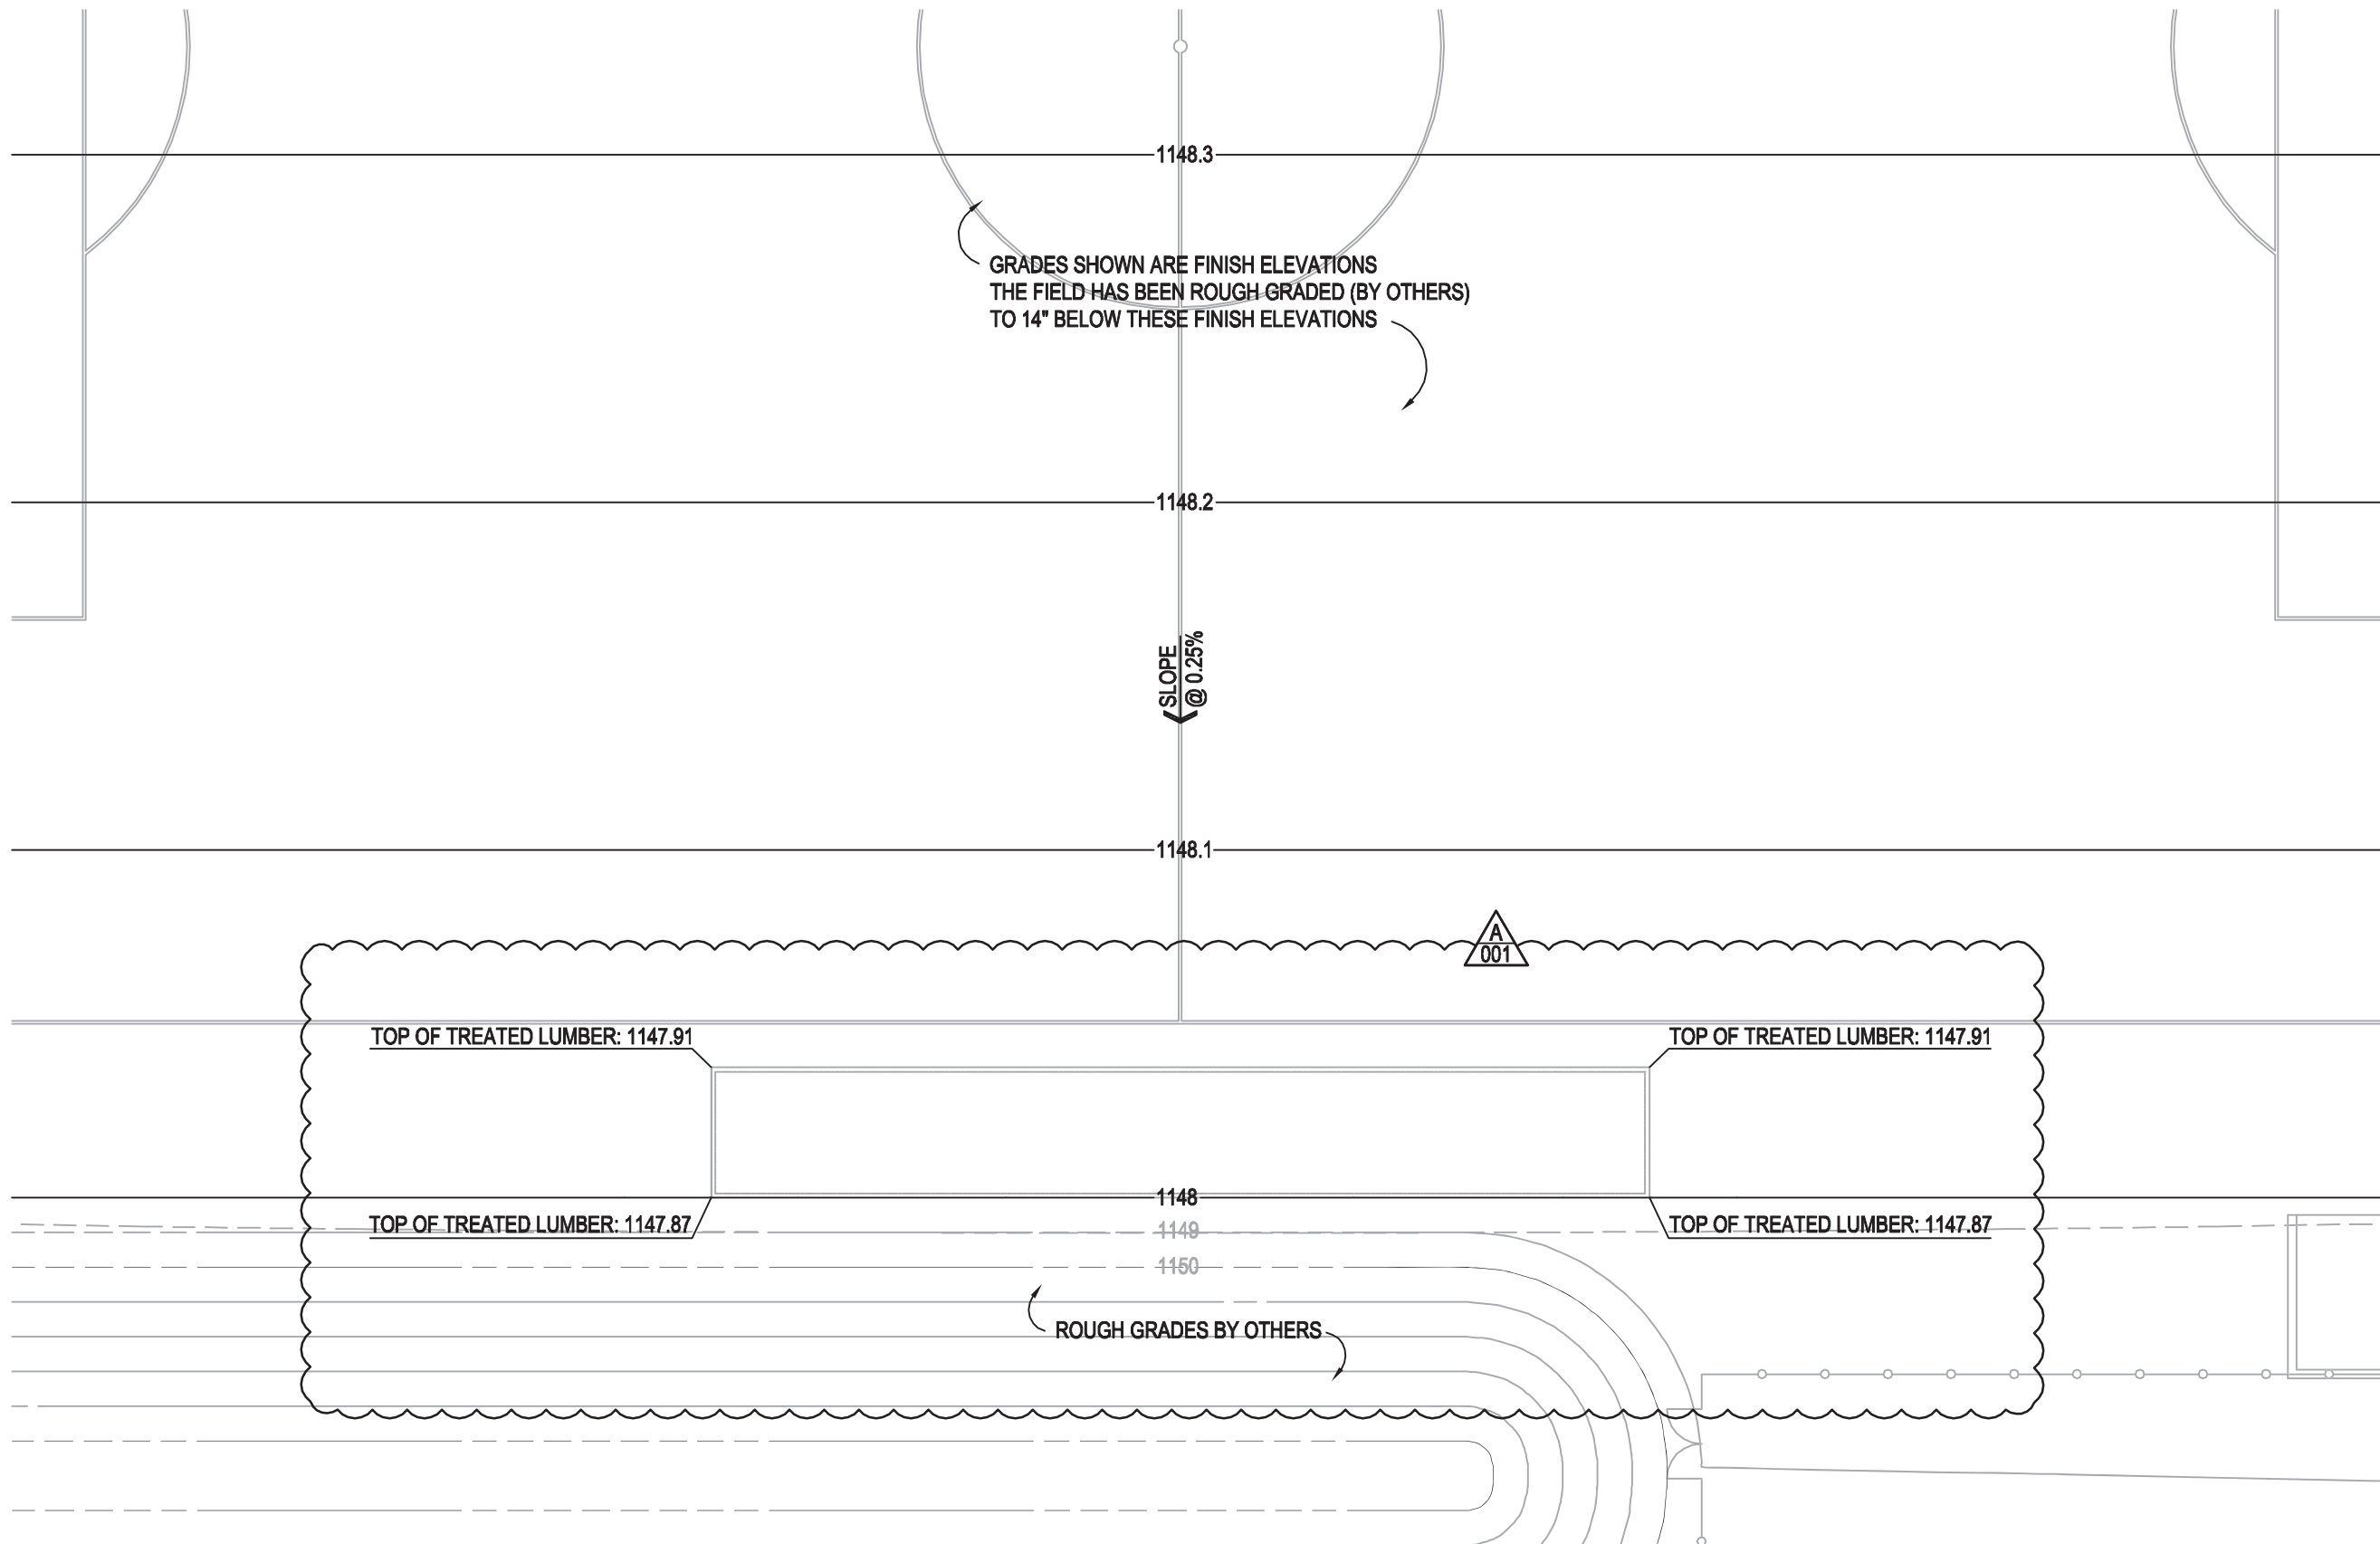 1148.3
GRADES SHOWN ARE FINISH ELEVATIONS
THE FIELD HAS BEEN ROUGH GRADED (BY OTHERS)
TO 14" BELOW THESE FINISH ELEVATIONS
1148.2
SLOPE
@ 0.25%
1148.1
A
001
TOP OF TREATED LUMBER: 1147.91
TOP OF TREATED LUMBER: 1147.91
1148
TOP OF TREATED LUMBER: 1147.87
1149
TOP OF TREATED LUMBER: 1147.87
1150
ROUGH GRADES BY OTHERS